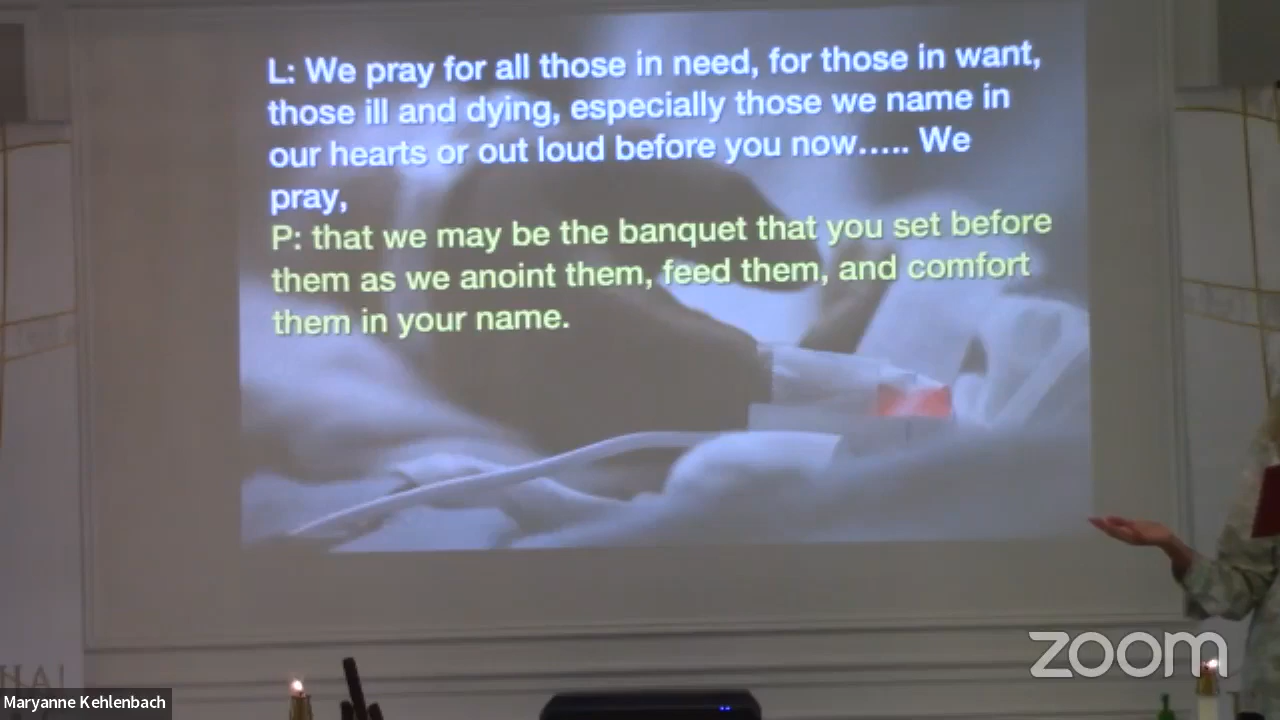 L: We pray for all those in need, for those in want,
those ill and dying, especially those we name in
our hearts or out loud before you now..... We
pray,
P: that we may be the banquet that you set before
them as we anoint them, feed them, and comfort
them in your name.
zoom
Maryanne Kehlenbach